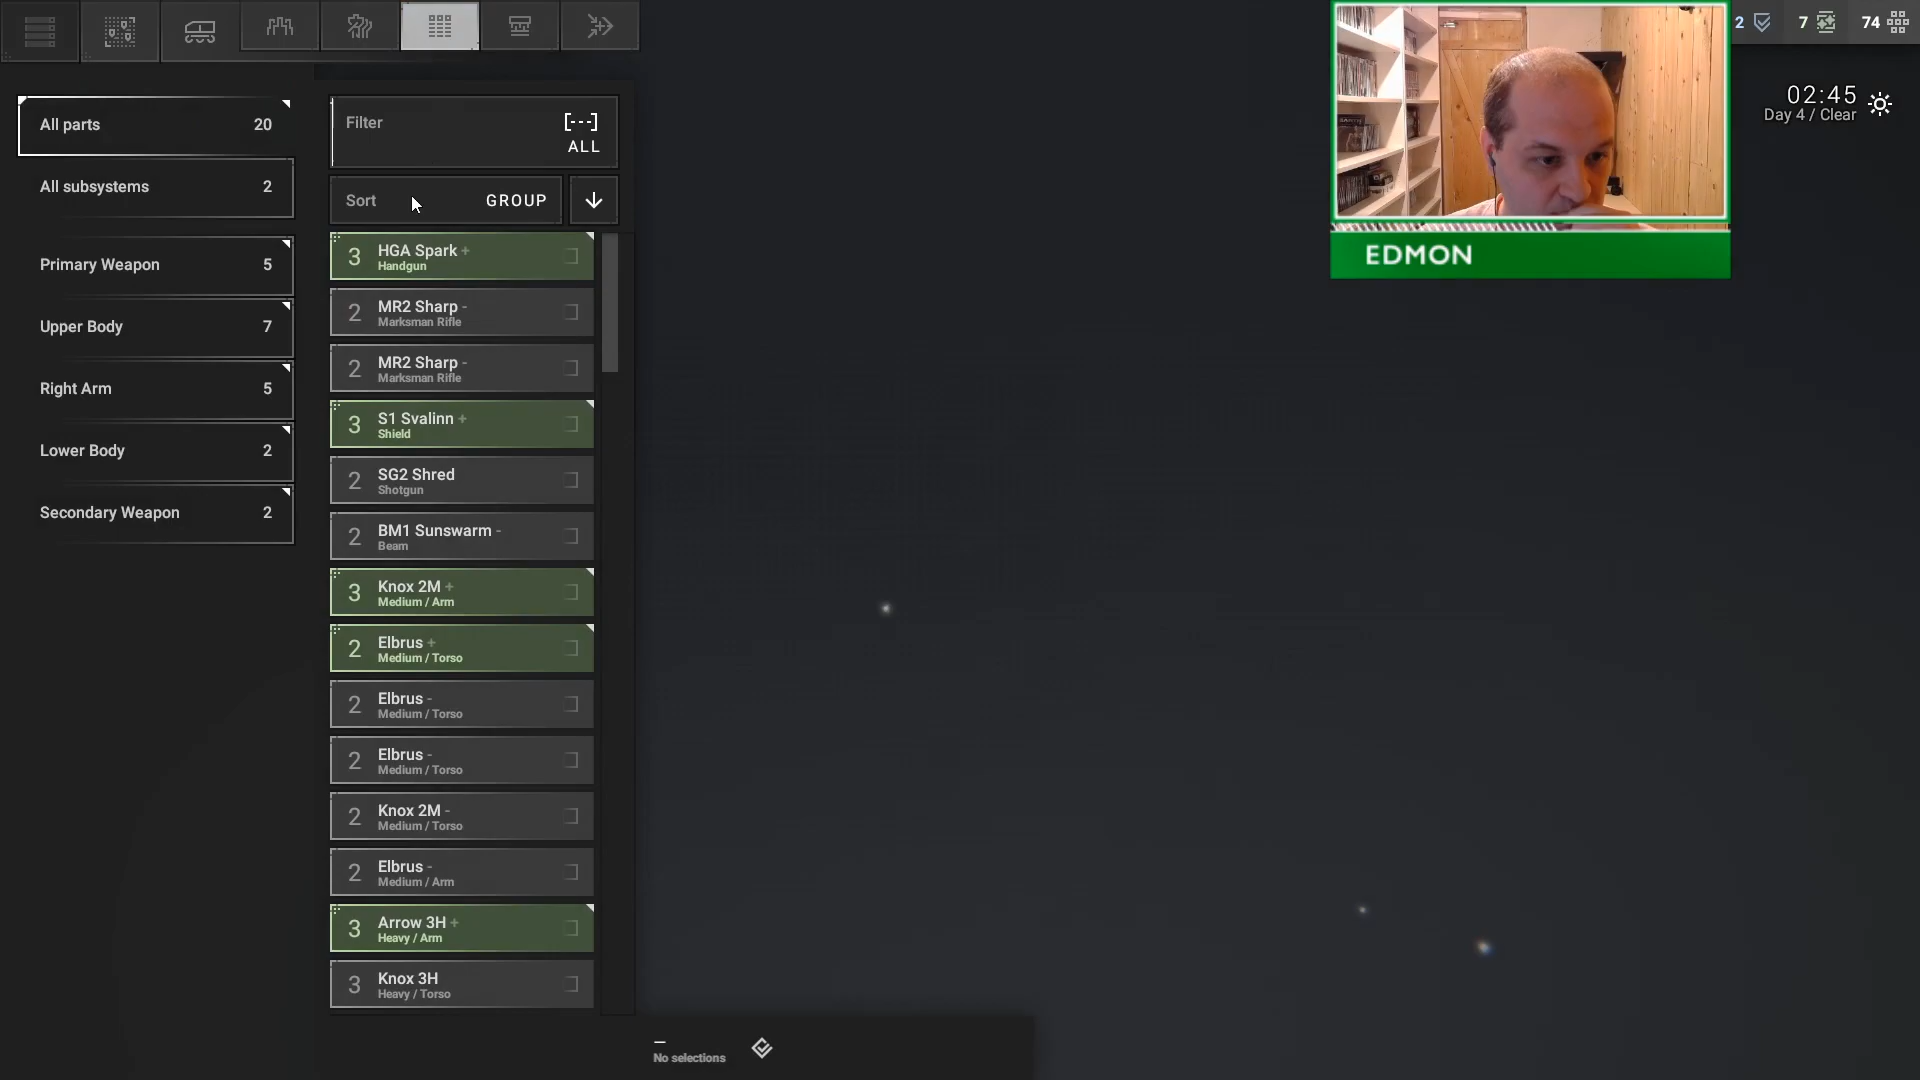 2
7
74
02:45
Day 4 / Clear
EDMON
All parts 20
All subsystems 2
Primary Weapon 5
Upper Body 7
Right Arm 5
Lower Body 2
Secondary Weapon 2
Filter
[---]
ALL
Sort GROUP
3 HGA Spark +
Handgun
2 MR2 Sharp -
Marksman Rifle
2 MR2 Sharp -
Marksman Rifle
3 S1 Svalinn +
Shield
2 SG2 Shred
Shotgun
2 BM1 Sunswarm -
Beam
3 Knox 2M +
Medium / Arm
2 Elbrus +
Medium / Torso
2 Elbrus -
Medium / Torso
2 Elbrus -
Medium / Torso
2 Knox 2M -
Medium / Torso
2 Elbrus -
Medium / Arm
3 Arrow 3H +
Heavy / Arm
3 Knox 3H
Heavy / Torso
–
No selections